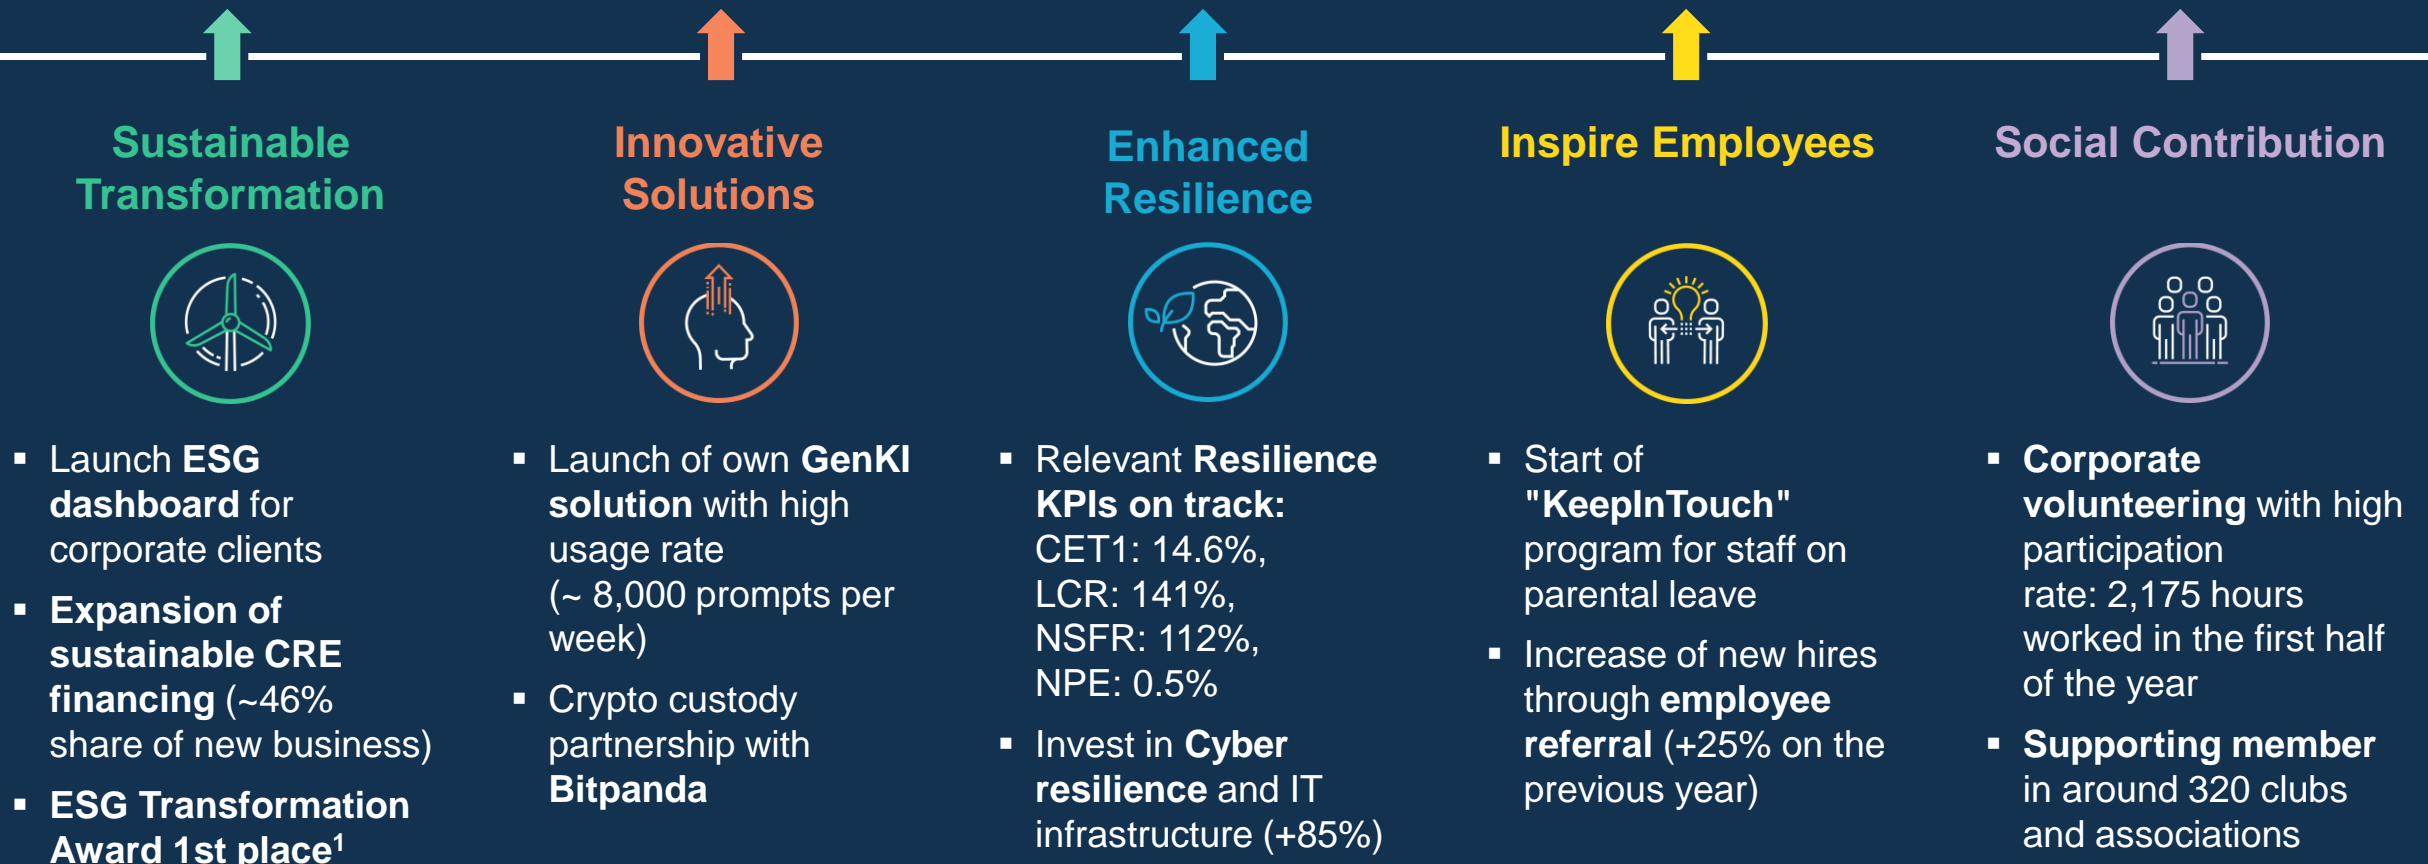 Sustainable
Transformation
▪ Launch ESG
dashboard for
corporate clients
▪ Expansion of
sustainable CRE
financing (~46%
share of new business)
▪ ESG Transformation
Award 1st place¹
Innovative
Solutions
▪ Launch of own GenKI
solution with high
usage rate
(~ 8,000 prompts per
week)
▪ Crypto custody
partnership with
Bitpanda
Enhanced
Resilience
▪ Relevant Resilience
KPIs on track:
CET1: 14.6%,
LCR: 141%,
NSFR: 112%,
NPE: 0.5%
▪ Invest in Cyber
resilience and IT
infrastructure (+85%)
Inspire Employees
▪ Start of
"KeepInTouch"
program for staff on
parental leave
▪ Increase of new hires
through employee
referral (+25% on the
previous year)
Social Contribution
▪ Corporate
volunteering with high
participation
rate: 2,175 hours
worked in the first half
of the year
▪ Supporting member
in around 320 clubs
and associations